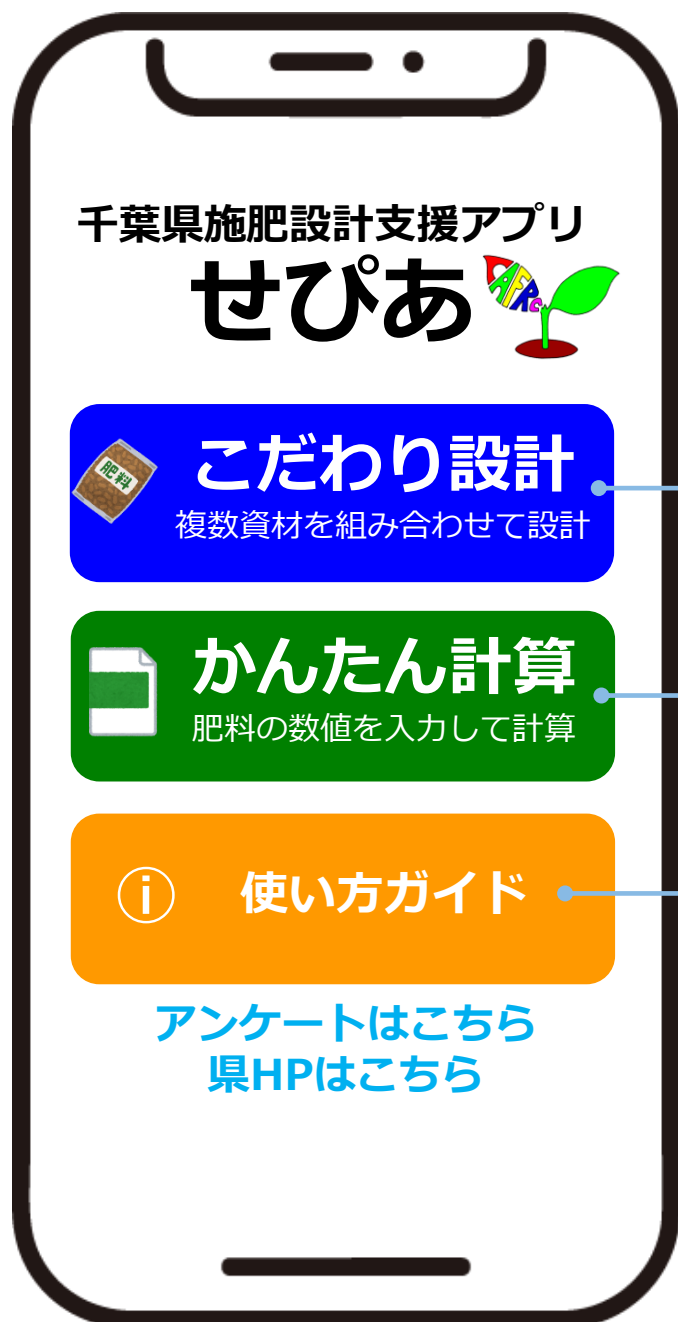 千葉県施肥設計支援アプリ
せぴあ
CAFRC
こだわり設計
肥料
複数資材を組み合わせて設計
かんたん計算
肥料の数値を入力して計算
i
使い方ガイド
アンケートはこちら
県HPはこちら